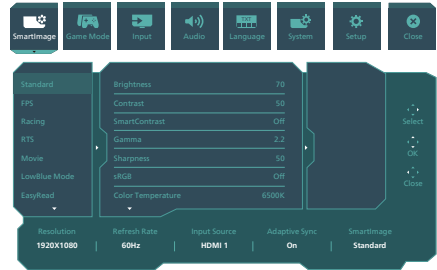 SmartImage
Game Mode
Input
Audio
TXT
Language
System
Setup
Close
Standard
FPS
Racing
RTS
Movie
LowBlue Mode
EasyRead
Brightness 70
Contrast 50
SmartContrast Off
Gamma 2.2
Sharpness 50
sRGB Off
Color Temperature 6500K
Select
OK
Close
Resolution Refresh Rate Input Source Adaptive Sync SmartImage
1920X1080 | 60Hz | HDMI 1 | On | Standard